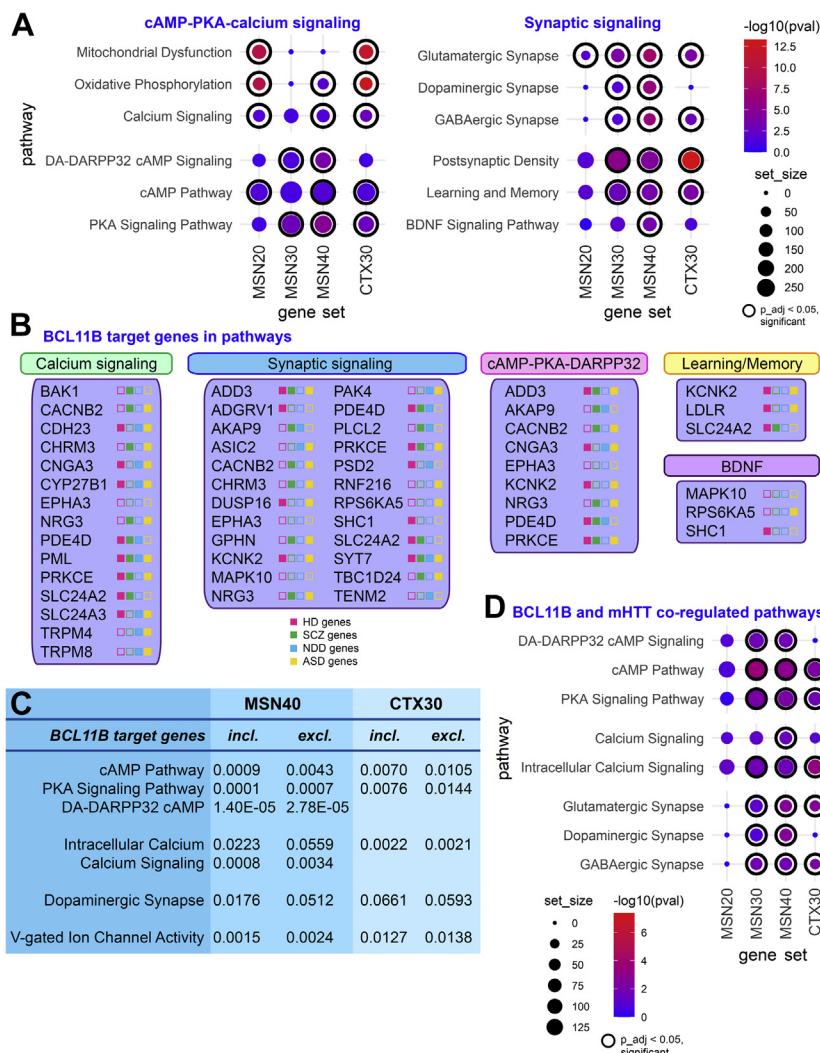 A
cAMP-PKA-calcium signaling
Synaptic signaling
pathway
Mitochondrial Dysfunction
Oxidative Phosphorylation
Calcium Signaling
DA-DARPP32 cAMP Signaling
cAMP Pathway
PKA Signaling Pathway
MSN20
MSN30
MSN40
CTX30
gene set
Glutamatergic Synapse
Dopaminergic Synapse
GABAergic Synapse
Postsynaptic Density
Learning and Memory
BDNF Signaling Pathway
MSN20
MSN30
MSN40
CTX30
gene set
-log10(pval)
12.5
10.0
7.5
5.0
2.5
0.0
set_size
0
50
100
150
200
250
p_adj < 0.05,
significant
B
BCL11B target genes in pathways
Calcium signaling
BAK1
CACNB2
CDH23
CHRM3
CNGA3
CYP27B1
EPHA3
NRG3
PDE4D
PML
PRKCE
SLC24A2
SLC24A3
TRPM4
TRPM8
Synaptic signaling
ADD3
ADGRV1
AKAP9
ASIC2
CACNB2
CHRM3
DUSP16
EPHA3
GPHN
KCNK2
MAPK10
NRG3
PAK4
PDE4D
PLCL2
PRKCE
PSD2
RNF216
RPS6KA5
SHC1
SLC24A2
SYT7
TBC1D24
TENM2
HD genes
SCZ genes
NDD genes
ASD genes
cAMP-PKA-DARPP32
ADD3
AKAP9
CACNB2
CNGA3
EPHA3
KCNK2
NRG3
PDE4D
PRKCE
Learning/Memory
KCNK2
LDLR
SLC24A2
BDNF
MAPK10
RPS6KA5
SHC1
C
MSN40 CTX30
BCL11B target genes incl. excl. incl. excl.
cAMP Pathway 0.0009 0.0043 0.0070 0.0105
PKA Signaling Pathway 0.0001 0.0007 0.0076 0.0144
DA-DARPP32 cAMP 1.40E-05 2.78E-05
Intracellular Calcium 0.0223 0.0559 0.0022 0.0021
Calcium Signaling 0.0008 0.0034
Dopaminergic Synapse 0.0176 0.0512 0.0661 0.0593
V-gated Ion Channel Activity 0.0015 0.0024 0.0127 0.0138
D
BCL11B and mHTT co-regulated pathways
pathway
DA-DARPP32 cAMP Signaling
cAMP Pathway
PKA Signaling Pathway
Calcium Signaling
Intracellular Calcium Signaling
Glutamatergic Synapse
Dopaminergic Synapse
GABAergic Synapse
MSN20
MSN30
MSN40
CTX30
gene set
set_size
0
25
50
75
100
125
-log10(pval)
6
4
2
0
p_adj < 0.05,
significant